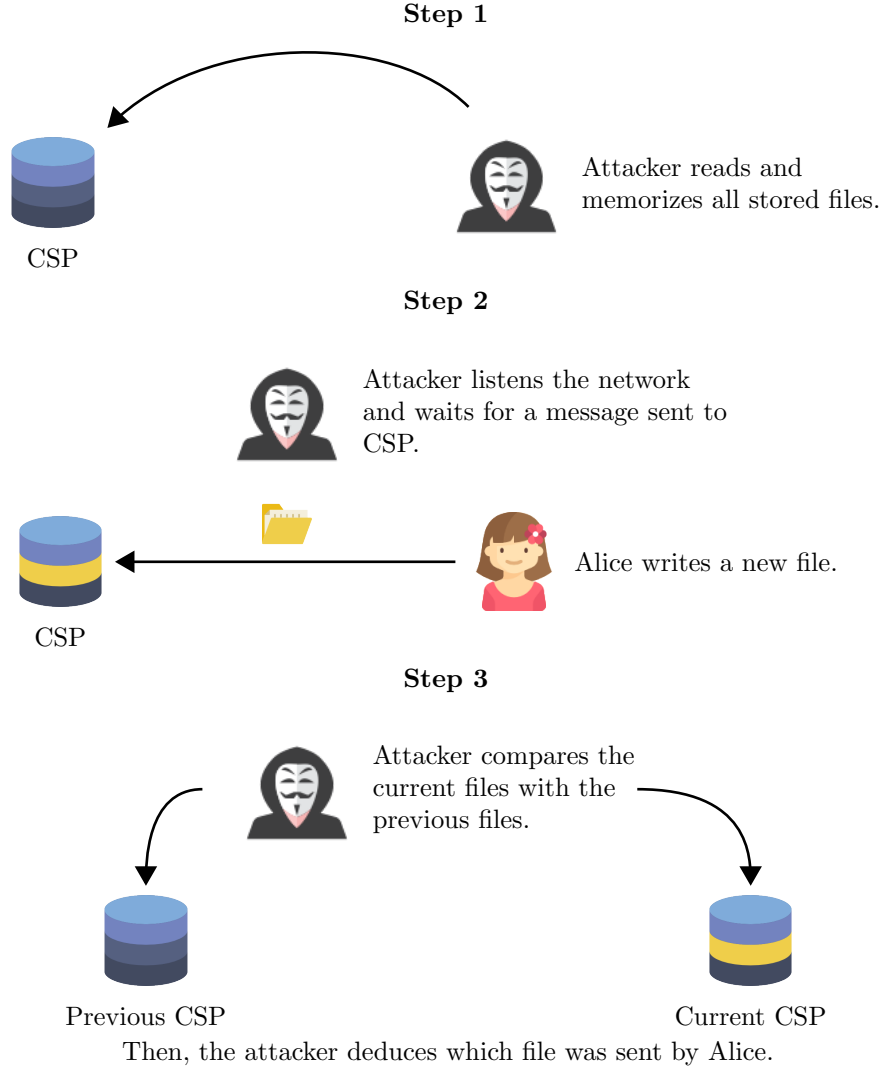 Step 1
Attacker reads and
memorizes all stored files.
CSP
Step 2
Attacker listens the network
and waits for a message sent to
CSP.
Alice writes a new file.
CSP
Step 3
Attacker compares the
current files with the
previous files.
Previous CSP
Current CSP
Then, the attacker deduces which file was sent by Alice.